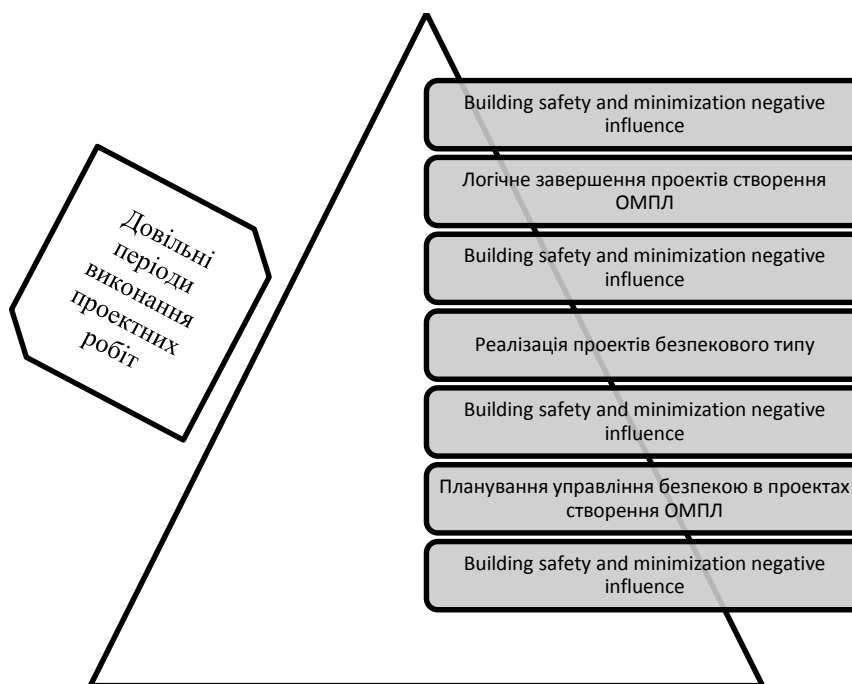 Building safety and minimization negative
influence
Логічне завершення проектів створення
ОМПЛ
Building safety and minimization negative
influence
Довільні
періоди
виконання
проектних
робіт
Реалізація проектів безпекового типу
Building safety and minimization negative
influence
Планування управління безпекою в проектах
створення ОМПЛ
Building safety and minimization negative
influence